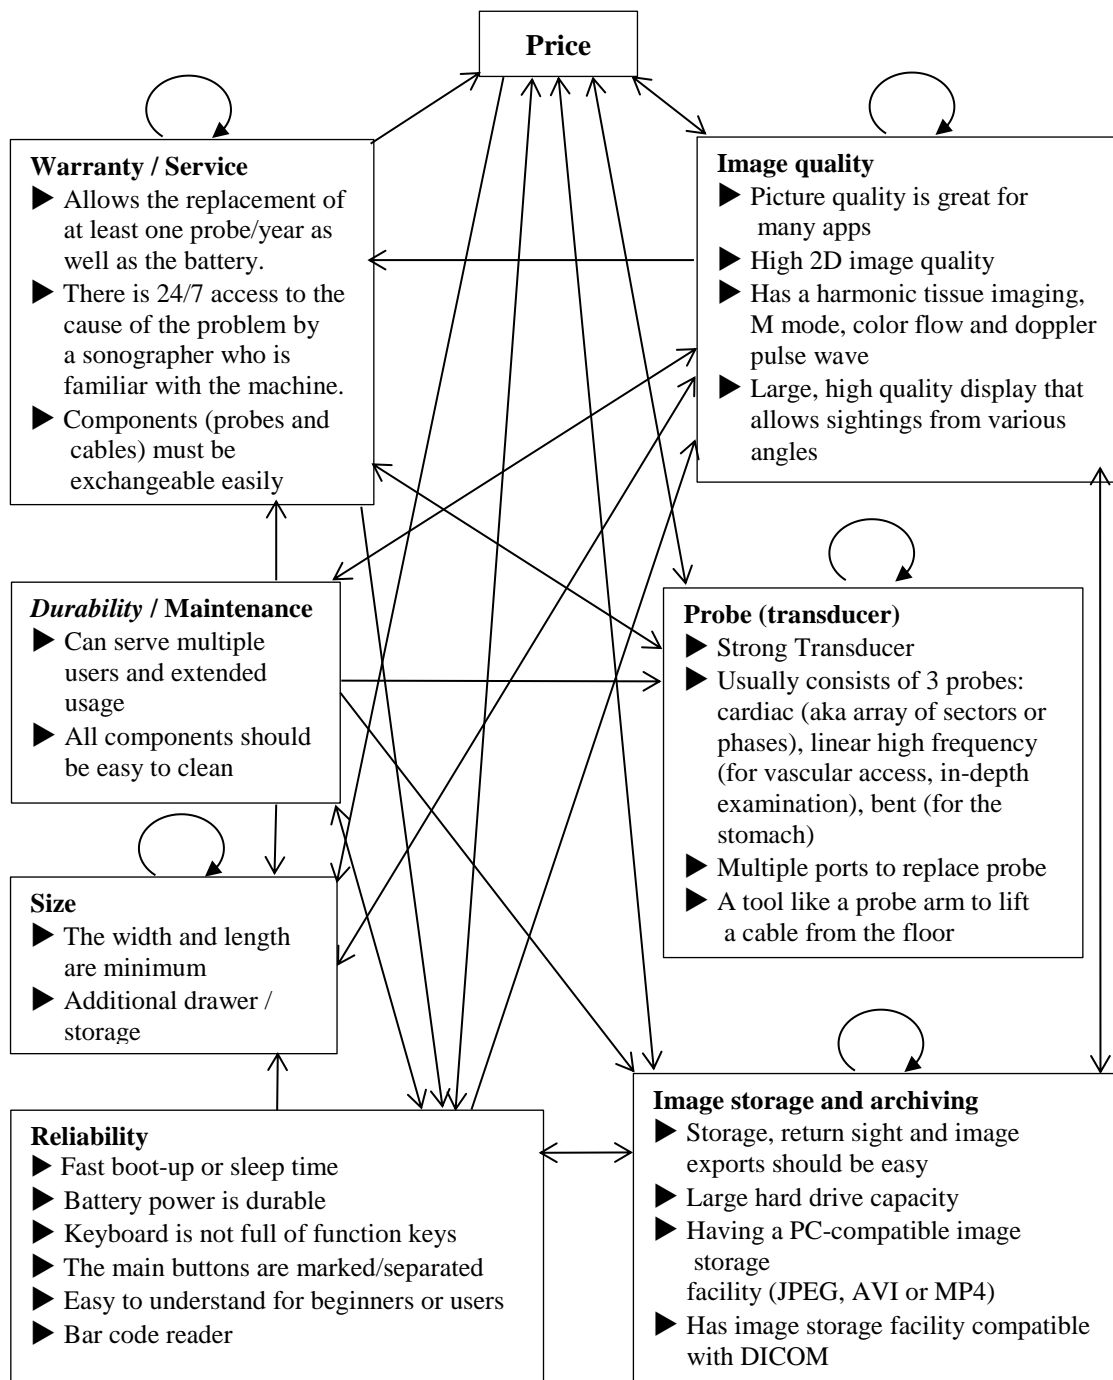 Price
Warranty / Service
▶ Allows the replacement of
at least one probe/year as
well as the battery.
▶ There is 24/7 access to the
cause of the problem by
a sonographer who is
familiar with the machine.
▶ Components (probes and
cables) must be
exchangeable easily
Image quality
▶ Picture quality is great for
many apps
▶ High 2D image quality
▶ Has a harmonic tissue imaging,
M mode, color flow and doppler
pulse wave
▶ Large, high quality display that
allows sightings from various
angles
Durability / Maintenance
▶ Can serve multiple
users and extended
usage
▶ All components should
be easy to clean
Probe (transducer)
▶ Strong Transducer
▶ Usually consists of 3 probes:
cardiac (aka array of sectors or
phases), linear high frequency
(for vascular access, in-depth
examination), bent (for the
stomach)
▶ Multiple ports to replace probe
▶ A tool like a probe arm to lift
a cable from the floor
Size
▶ The width and length
are minimum
▶ Additional drawer /
storage
Reliability
▶ Fast boot-up or sleep time
▶ Battery power is durable
▶ Keyboard is not full of function keys
▶ The main buttons are marked/separated
▶ Easy to understand for beginners or users
▶ Bar code reader
Image storage and archiving
▶ Storage, return sight and image
exports should be easy
▶ Large hard drive capacity
▶ Having a PC-compatible image
storage
facility (JPEG, AVI or MP4)
▶ Has image storage facility compatible
with DICOM